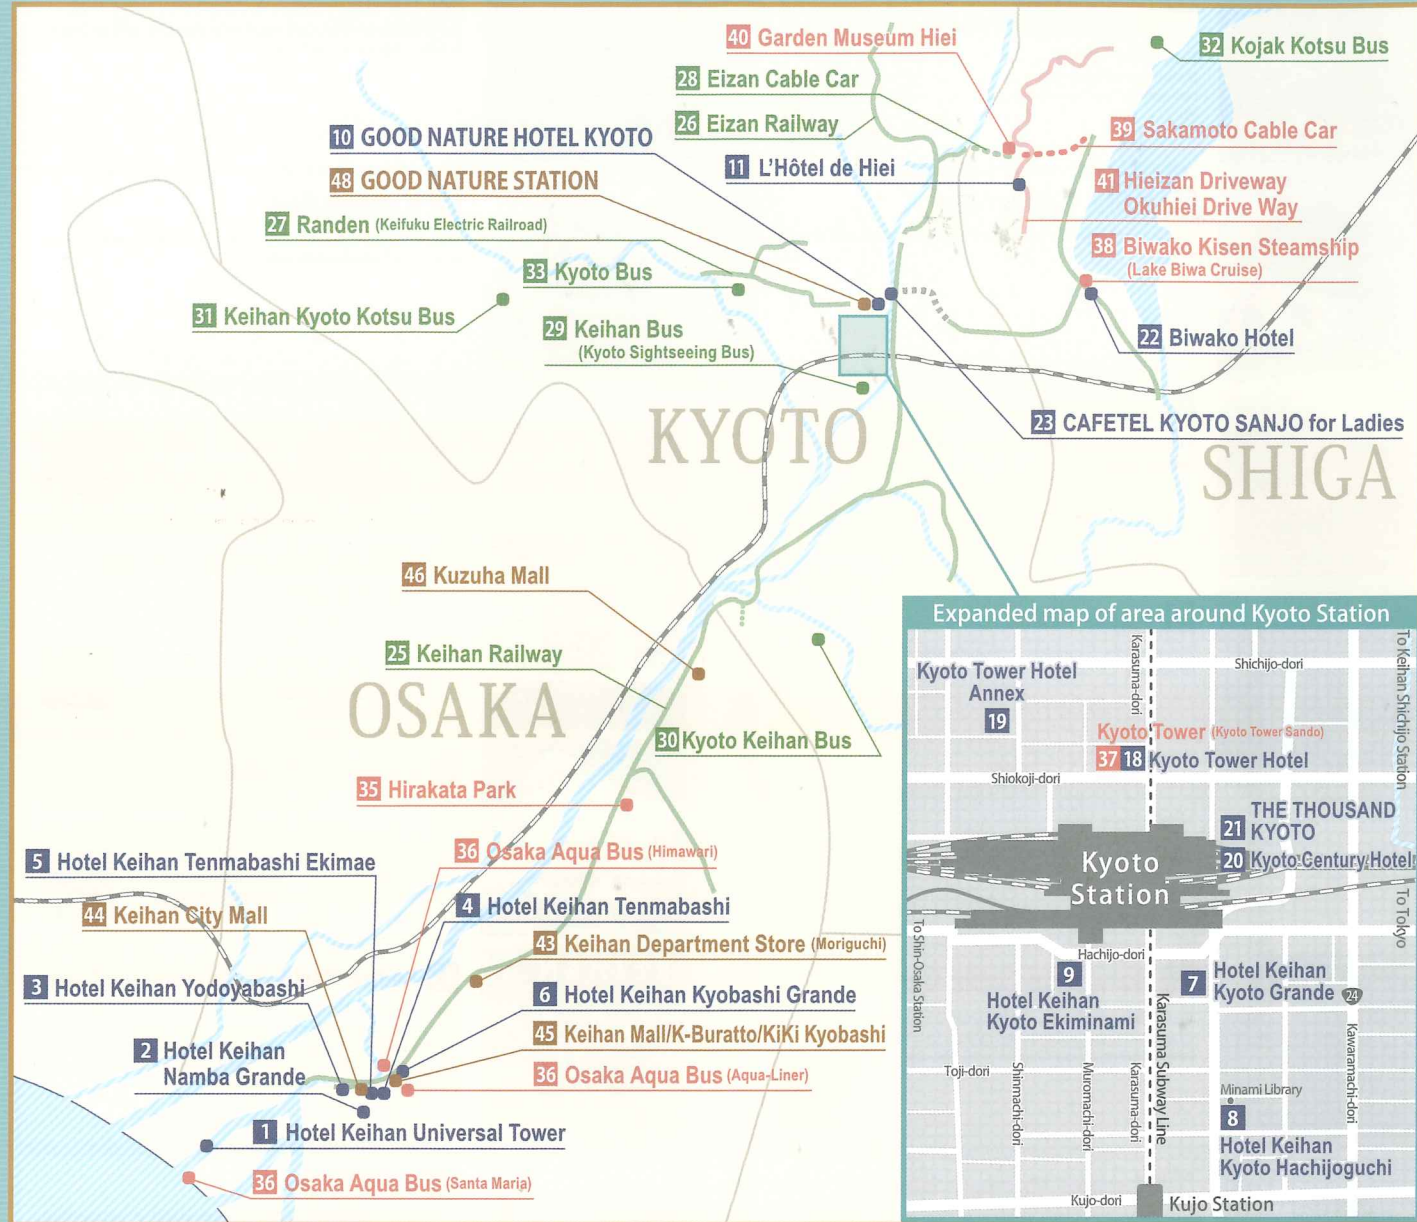 40 Garden Museum Hiei
32 Kojak Kotsu Bus
28 Eizan Cable Car
26 Eizan Railway
39 Sakamoto Cable Car
10 GOOD NATURE HOTEL KYOTO
11 L'Hôtel de Hiei
48 GOOD NATURE STATION
41 Hieizan Driveway
Okuhiei Drive Way
27 Randen (Keifuku Electric Railroad)
38 Biwako Kisen Steamship
(Lake Biwa Cruise)
33 Kyoto Bus
31 Keihan Kyoto Kotsu Bus
29 Keihan Bus
(Kyoto Sightseeing Bus)
22 Biwako Hotel
23 CAFETEL KYOTO SANJO for Ladies
KYOTO
SHIGA
46 Kuzuha Mall
25 Keihan Railway
OSAKA
30 Kyoto Keihan Bus
35 Hirakata Park
36 Osaka Aqua Bus (Himawari)
5 Hotel Keihan Tenmabashi Ekimae
4 Hotel Keihan Tenmabashi
44 Keihan City Mall
43 Keihan Department Store (Moriguchi)
3 Hotel Keihan Yodoyabashi
6 Hotel Keihan Kyobashi Grande
45 Keihan Mall/K-Buratto/KiKi Kyobashi
2 Hotel Keihan
Namba Grande
36 Osaka Aqua Bus (Aqua-Liner)
1 Hotel Keihan Universal Tower
36 Osaka Aqua Bus (Santa Maria)
Expanded map of area around Kyoto Station
Karasuma-dori
Shichijo-dori
To Keihan Shichijo Station
Kyoto Tower Hotel
Annex
19
Kyoto Tower (Kyoto Tower Sando)
37 18 Kyoto Tower Hotel
Shiokoji-dori
21 THE THOUSAND
KYOTO
20 Kyoto Century Hotel
Kyoto
Station
To Tokyo
To Shin-Osaka Station
Hachijo-dori
9
Hotel Keihan
Kyoto Ekiminami
7 Hotel Keihan
Kyoto Grande
24
Karasuma Subway Line
Kawaramachi-dori
Toji-dori
Shinmachi-dori
Muromachi-dori
Karasuma-dori
Minami Library
8
Hotel Keihan
Kyoto Hachijoguchi
Kujo-dori
Kujo Station